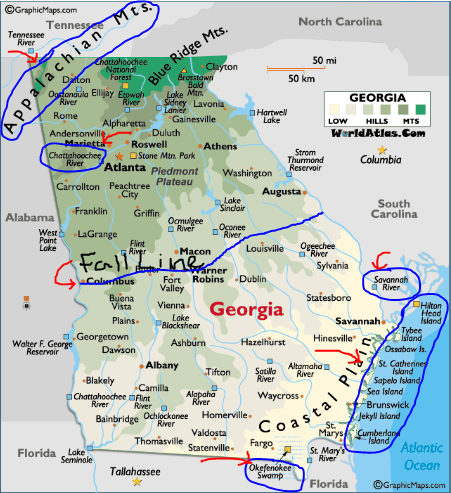 ©GraphicMaps.com
©GraphicMaps.com
Tennessee
North Carolina
Tennessee
River
Appalachian Mts.
Blue Ridge Mts.
50 mi
50 km
Chattahoochee
National
Forest
Clayton
Dalton
Brasstown
Bald Mtn.
Oostanaula
River
Ellijay
Etowah
River
Lake
Sidney
Lanier
Lavonia
GEORGIA
LOW HILLS MTS
WorldAtlas.Com
Rome
Gainesville
Hartwell
Lake
Alpharetta
Andersonville
Duluth
Marietta
Roswell
Athens
Columbia
Chattahoochee
River
Stone Mtn. Park
Strom
Thurmond
Reservoir
Atlanta
Piedmont
Plateau
Washington
Carrollton
Peachtree
City
Augusta
Lake
Sinclair
Franklin
Griffin
South
Carolina
Alabama
Ocmulgee
River
Oconee
River
West
Point
Lake
LaGrange
Flint
River
Macon
Louisville
Ogeechee
River
Fall Line
Sylvania
Savannah
River
Columbus
Butler
Fort
Valley
Warner
Robins
Dublin
Statesboro
Buena
Vista
Vienna
Georgia
Savannah
Hilton
Head
Island
Plains
Lake
Blackshear
Tybee
Island
Walter F. George
Reservoir
Georgetown
Dawson
Ashburn
Hazelhurst
Hinesville
Ossabaw Is.
Coastal Plain
St. Catherines
Island
Albany
Tifton
Satilla
River
Altamaha
River
Sapelo Island
Sea Island
Blakely
Camilla
Alapaha
River
Waycross
Brunswick
Chattahoochee
River
Flint
River
Ochlockonee
River
Homerville
Jekyll Island
Bainbridge
Valdosta
St.
Marys
Cumberland
Island
Thomasville
Statenville
Fargo
Atlantic
Ocean
Florida
Lake
Seminole
Okefenokee
Swamp
St. Mary's
River
Florida
Tallahassee
©GraphicMaps.com
©GraphicMaps.com